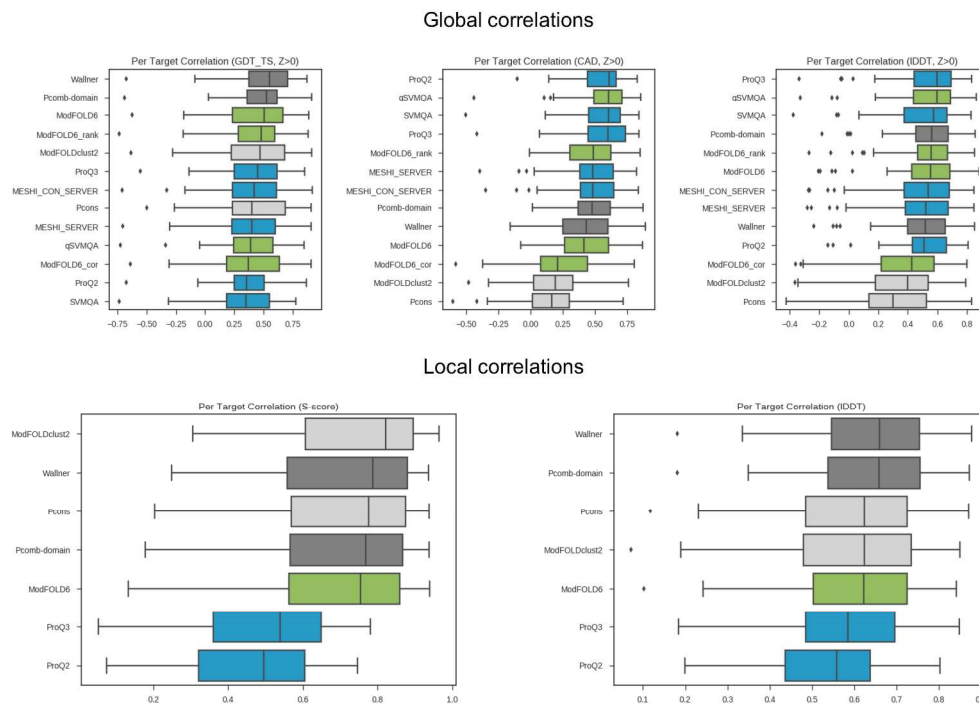 Global correlations
Per Target Correlation (GDT_TS, Z>0)
Wallner
Pcomb-domain
ModFOLD6
ModFOLD6_rank
ModFOLDclust2
ProQ3
MESHI_CON_SERVER
Pcons
MESHI_SERVER
qSVMQA
ModFOLD6_cor
ProQ2
SVMQA
-0.75 -0.50 -0.25 0.00 0.25 0.50 0.75
Per Target Correlation (CAD, Z>0)
ProQ2
qSVMQA
SVMQA
ProQ3
ModFOLD6_rank
MESHI_SERVER
MESHI_CON_SERVER
Pcomb-domain
Wallner
ModFOLD6
ModFOLD6_cor
ModFOLDclust2
Pcons
-0.50 -0.25 0.00 0.25 0.50 0.75
Per Target Correlation (lDDT, Z>0)
ProQ3
qSVMQA
SVMQA
Pcomb-domain
ModFOLD6_rank
ModFOLD6
MESHI_CON_SERVER
MESHI_SERVER
Wallner
ProQ2
ModFOLD6_cor
ModFOLDclust2
Pcons
-0.4 -0.2 0.0 0.2 0.4 0.6 0.8
Local correlations
Per Target Correlation (S-score)
ModFOLDclust2
Wallner
Pcons
Pcomb-domain
ModFOLD6
ProQ3
ProQ2
0.2 0.4 0.6 0.8 1.0
Per Target Correlation (lDDT)
Wallner
Pcomb-domain
Pcons
ModFOLDclust2
ModFOLD6
ProQ3
ProQ2
0.1 0.2 0.3 0.4 0.5 0.6 0.7 0.8